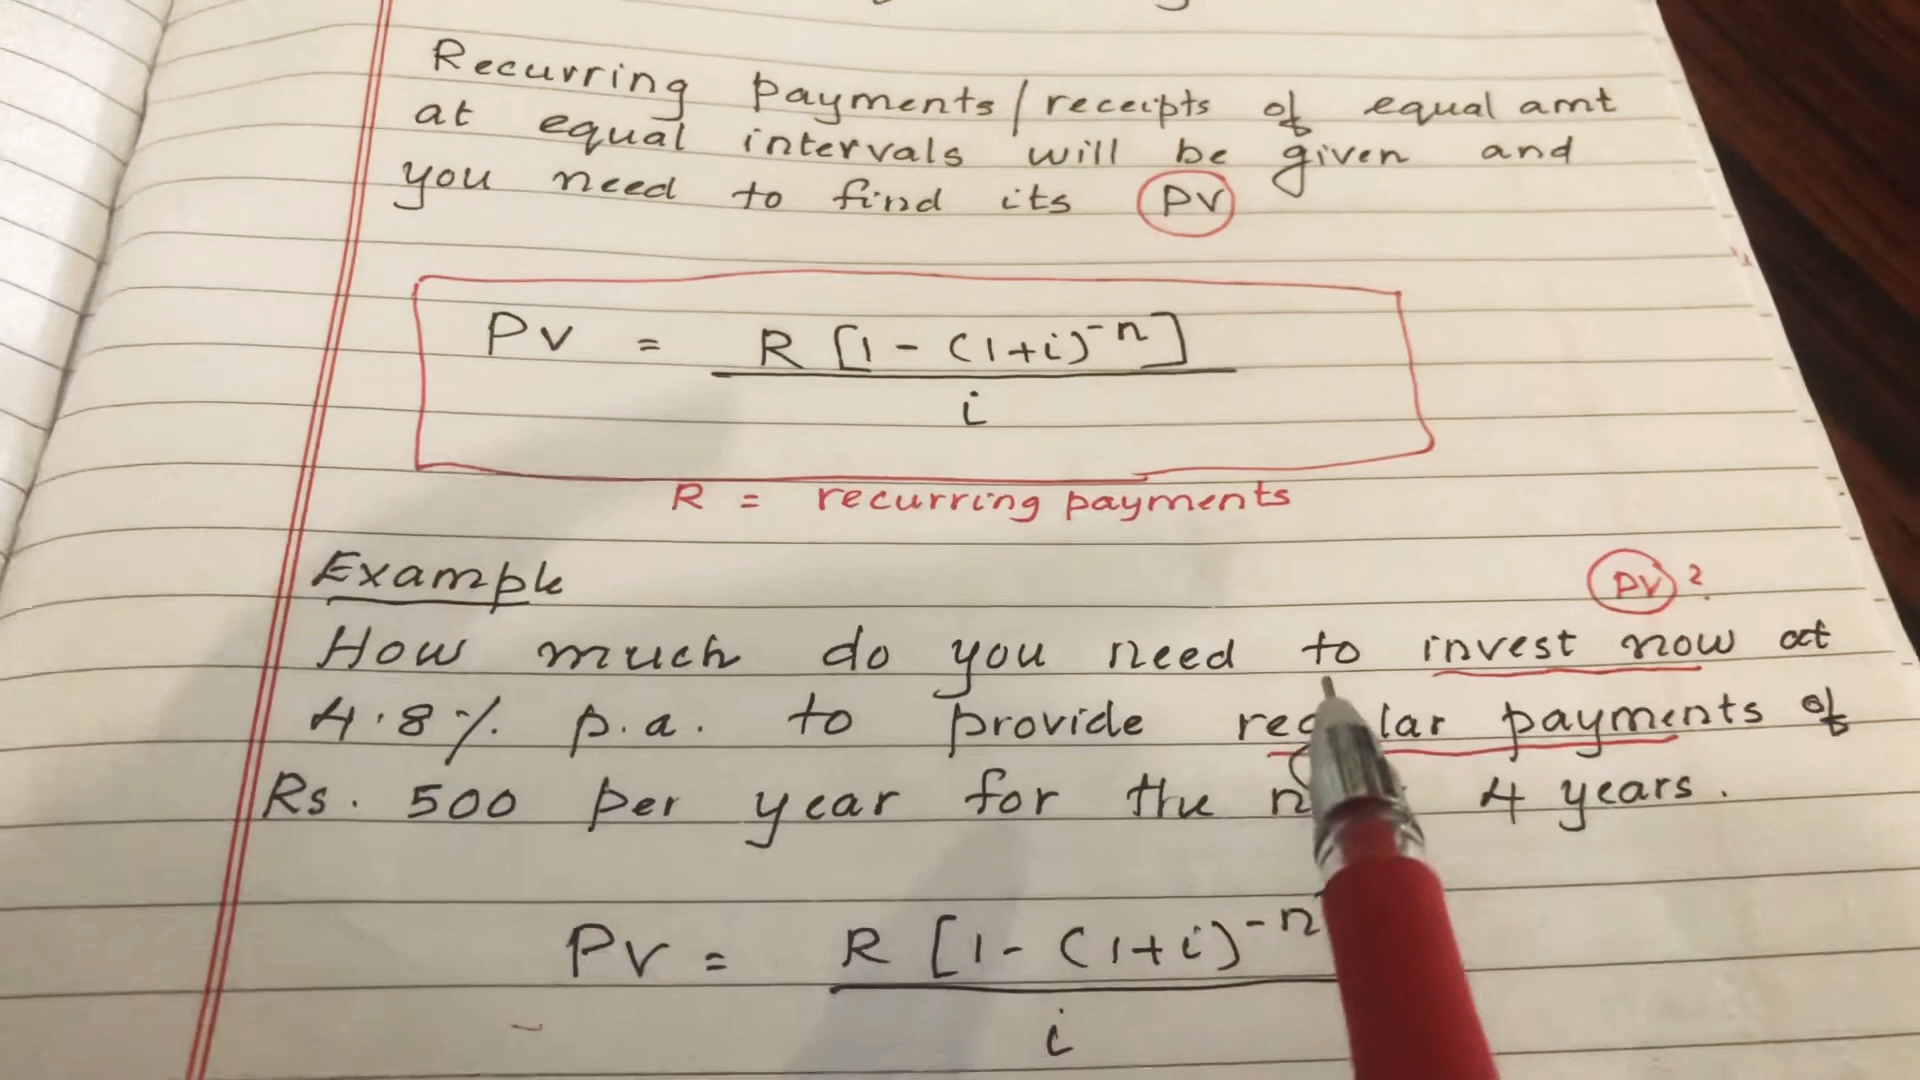 Recurring payments/receipts of equal amt
at equal intervals will be given and
you need to find its PV
PV = R [1 - (1+i)⁻ⁿ]
i
R = recurring payments
Example
PV ?
How much do you need to invest now at
4.8% p.a. to provide payments of
Rs. 500 per year for the 4 years.
PV = R [1 - (1+i)⁻ⁿ
i